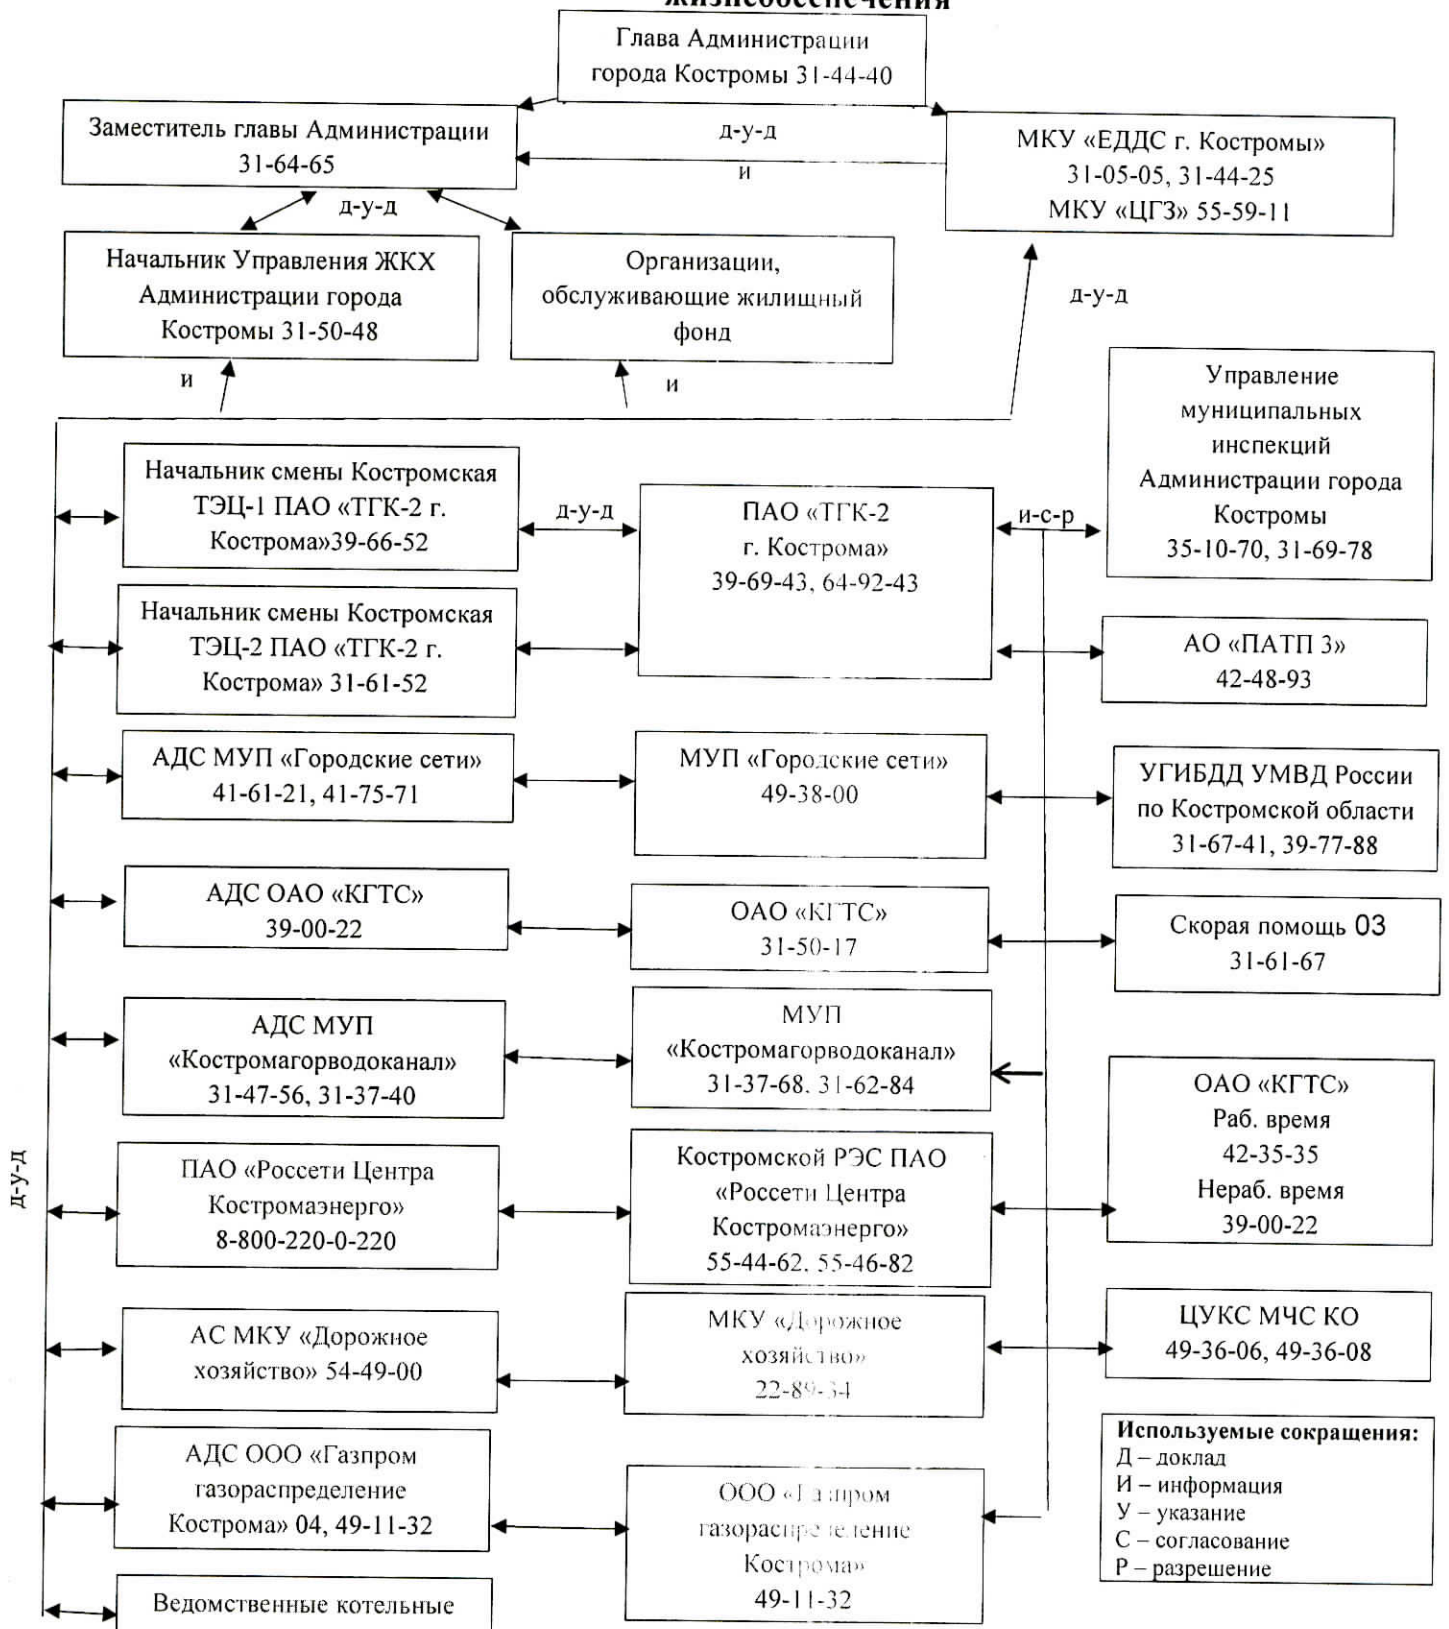 жизнеобеспечения
Глава Администрации
города Костромы 31-44-40
Заместитель главы Администрации
31-64-65
д-у-д
и
МКУ «ЕДДС г. Костромы»
31-05-05, 31-44-25
МКУ «ЦГЗ» 55-59-11
д-у-д
Начальник Управления ЖКХ
Администрации города
Костромы 31-50-48
Организации,
обслуживающие жилищный
фонд
д-у-д
и
и
Управление
муниципальных
инспекций
Администрации города
Костромы
35-10-70, 31-69-78
Начальник смены Костромская
ТЭЦ-1 ПАО «ТГК-2 г.
Кострома»39-66-52
д-у-д
ПАО «ТГК-2
г. Кострома»
39-69-43, 64-92-43
и-с-р
Начальник смены Костромская
ТЭЦ-2 ПАО «ТГК-2 г.
Кострома» 31-61-52
АО «ПАТП 3»
42-48-93
АДС МУП «Городские сети»
41-61-21, 41-75-71
МУП «Городские сети»
49-38-00
УГИБДД УМВД России
по Костромской области
31-67-41, 39-77-88
АДС ОАО «КГТС»
39-00-22
ОАО «КГТС»
31-50-17
Скорая помощь 03
31-61-67
АДС МУП
«Костромагорводоканал»
31-47-56, 31-37-40
МУП
«Костромагорводоканал»
31-37-68, 31-62-84
ОАО «КГТС»
Раб. время
42-35-35
Нераб. время
39-00-22
д-у-д
ПАО «Россети Центра
Костромаэнерго»
8-800-220-0-220
Костромской РЭС ПАО
«Россети Центра
Костромаэнерго»
55-44-62, 55-46-82
АС МКУ «Дорожное
хозяйство» 54-49-00
МКУ «Дорожное
хозяйство»
22-89-34
ЦУКС МЧС КО
49-36-06, 49-36-08
АДС ООО «Газпром
газораспределение
Кострома» 04, 49-11-32
ООО «Газпром
газораспределение
Кострома»
49-11-32
Используемые сокращения:
Д – доклад
И – информация
У – указание
С – согласование
Р – разрешение
Ведомственные котельные